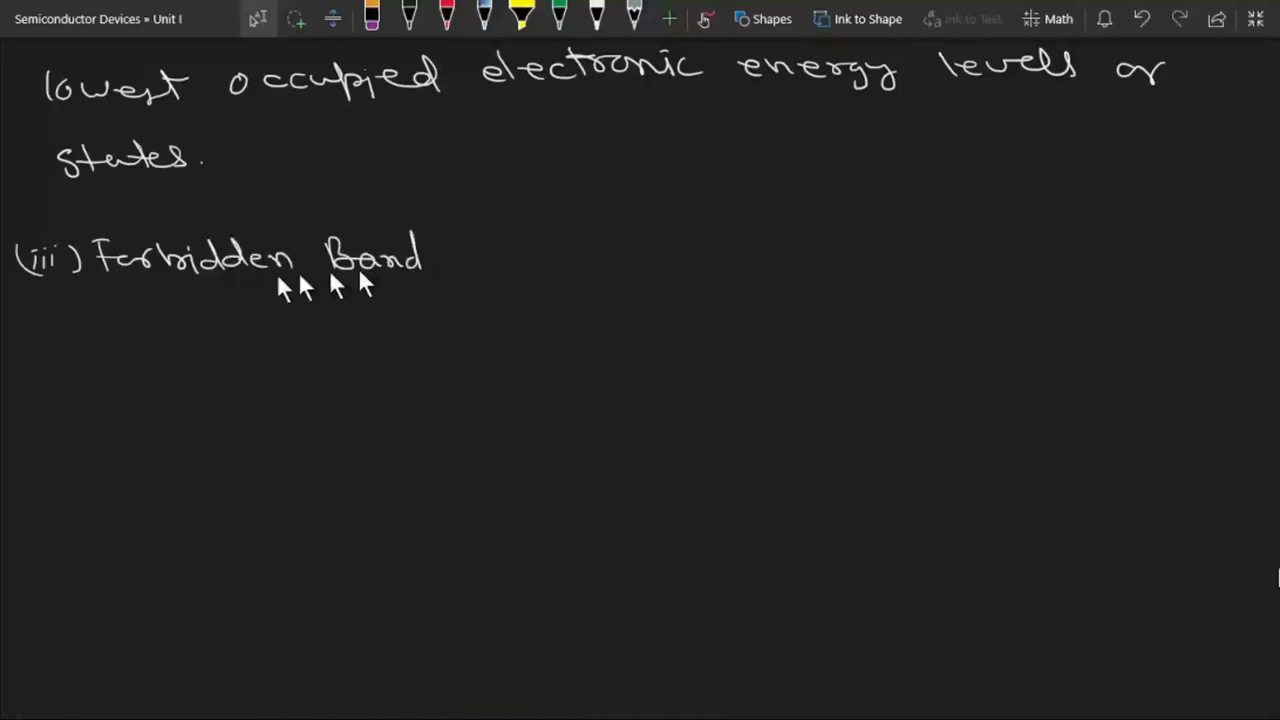 Semiconductor Devices » Unit I
Shapes
Ink to Shape
Ink to Text
Math
lowest occupied electronic energy levels or
states.
(iii) Forbidden Band